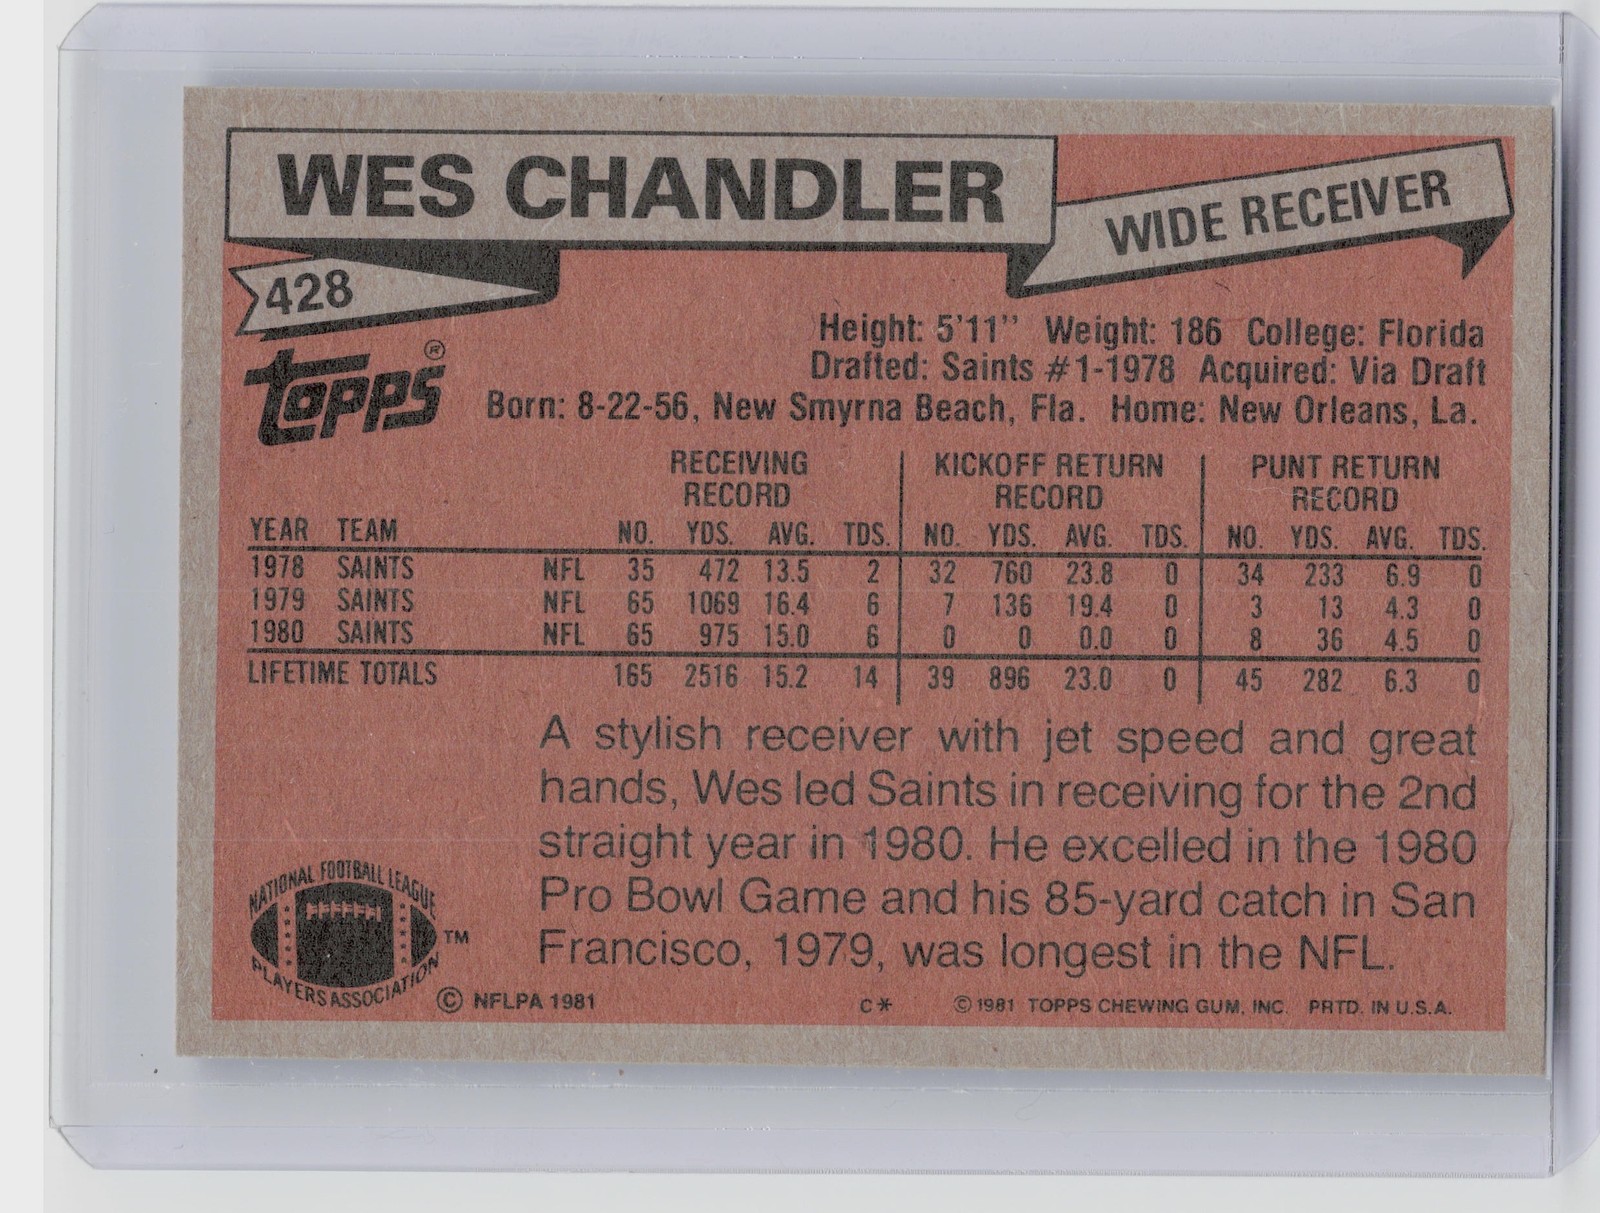 WES CHANDLER
WIDE RECEIVER
428
topps ®
Height: 5'11" Weight: 186 College: Florida
Drafted: Saints #1-1978 Acquired: Via Draft
Born: 8-22-56, New Smyrna Beach, Fla. Home: New Orleans, La.
RECEIVING RECORD KICKOFF RETURN RECORD PUNT RETURN RECORD
YEAR TEAM NO. YDS. AVG. TDS. NO. YDS. AVG. TDS. NO. YDS. AVG. TDS.
1978 SAINTS NFL 35 472 13.5 2 32 760 23.8 0 34 233 6.9 0
1979 SAINTS NFL 65 1069 16.4 6 7 136 19.4 0 3 13 4.3 0
1980 SAINTS NFL 65 975 15.0 6 0 0 0.0 0 8 36 4.5 0
LIFETIME TOTALS 165 2516 15.2 14 39 896 23.0 0 45 282 6.3 0
A stylish receiver with jet speed and great
hands, Wes led Saints in receiving for the 2nd
straight year in 1980. He excelled in the 1980
Pro Bowl Game and his 85-yard catch in San
Francisco, 1979, was longest in the NFL.
NATIONAL FOOTBALL LEAGUE
PLAYERS ASSOCIATION TM
© NFLPA 1981 C* © 1981 TOPPS CHEWING GUM, INC. PRTD. IN U.S.A.